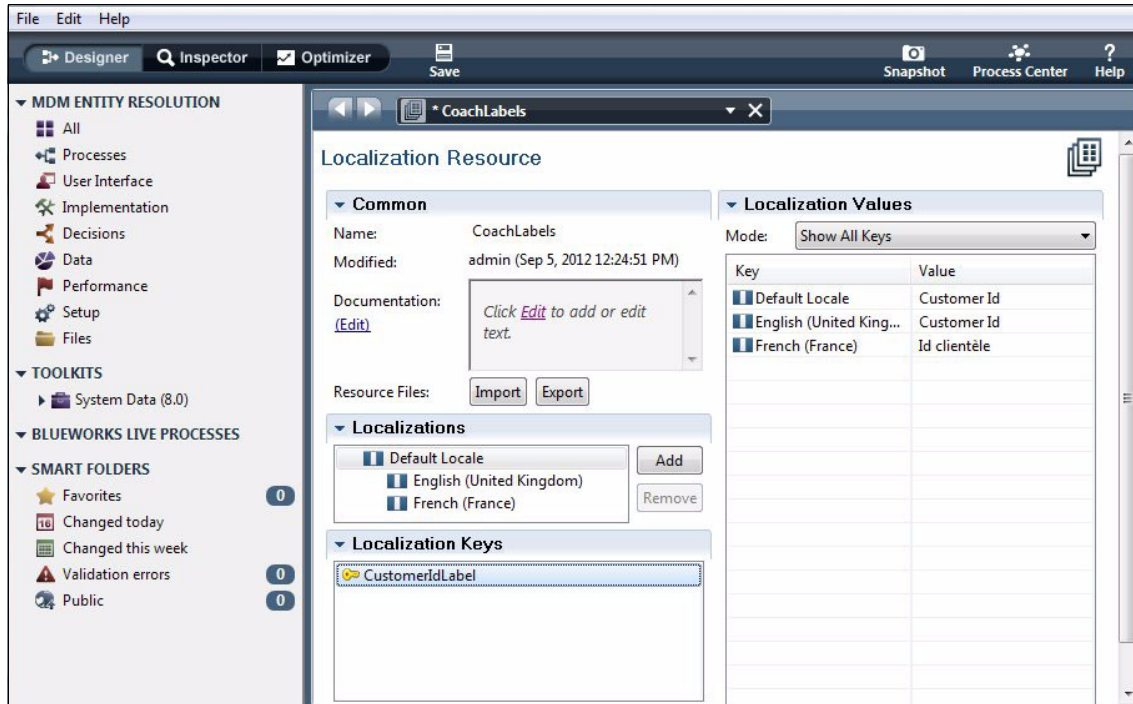 File Edit Help
Designer Inspector Optimizer Save Snapshot Process Center Help
MDM ENTITY RESOLUTION
All
Processes
User Interface
Implementation
Decisions
Data
Performance
Setup
Files
TOOLKITS
System Data (8.0)
BLUEWORKS LIVE PROCESSES
SMART FOLDERS
Favorites 0
16 Changed today
Changed this week
Validation errors 0
Public 0
* CoachLabels
Localization Resource
Common
Name: CoachLabels
Modified: admin (Sep 5, 2012 12:24:51 PM)
Documentation:
(Edit)
Click Edit to add or edit
text.
Resource Files: Import Export
Localizations
Default Locale
English (United Kingdom)
French (France)
Add
Remove
Localization Keys
CustomerIdLabel
Localization Values
Mode: Show All Keys
Key Value
Default Locale Customer Id
English (United King... Customer Id
French (France) Id clientèle